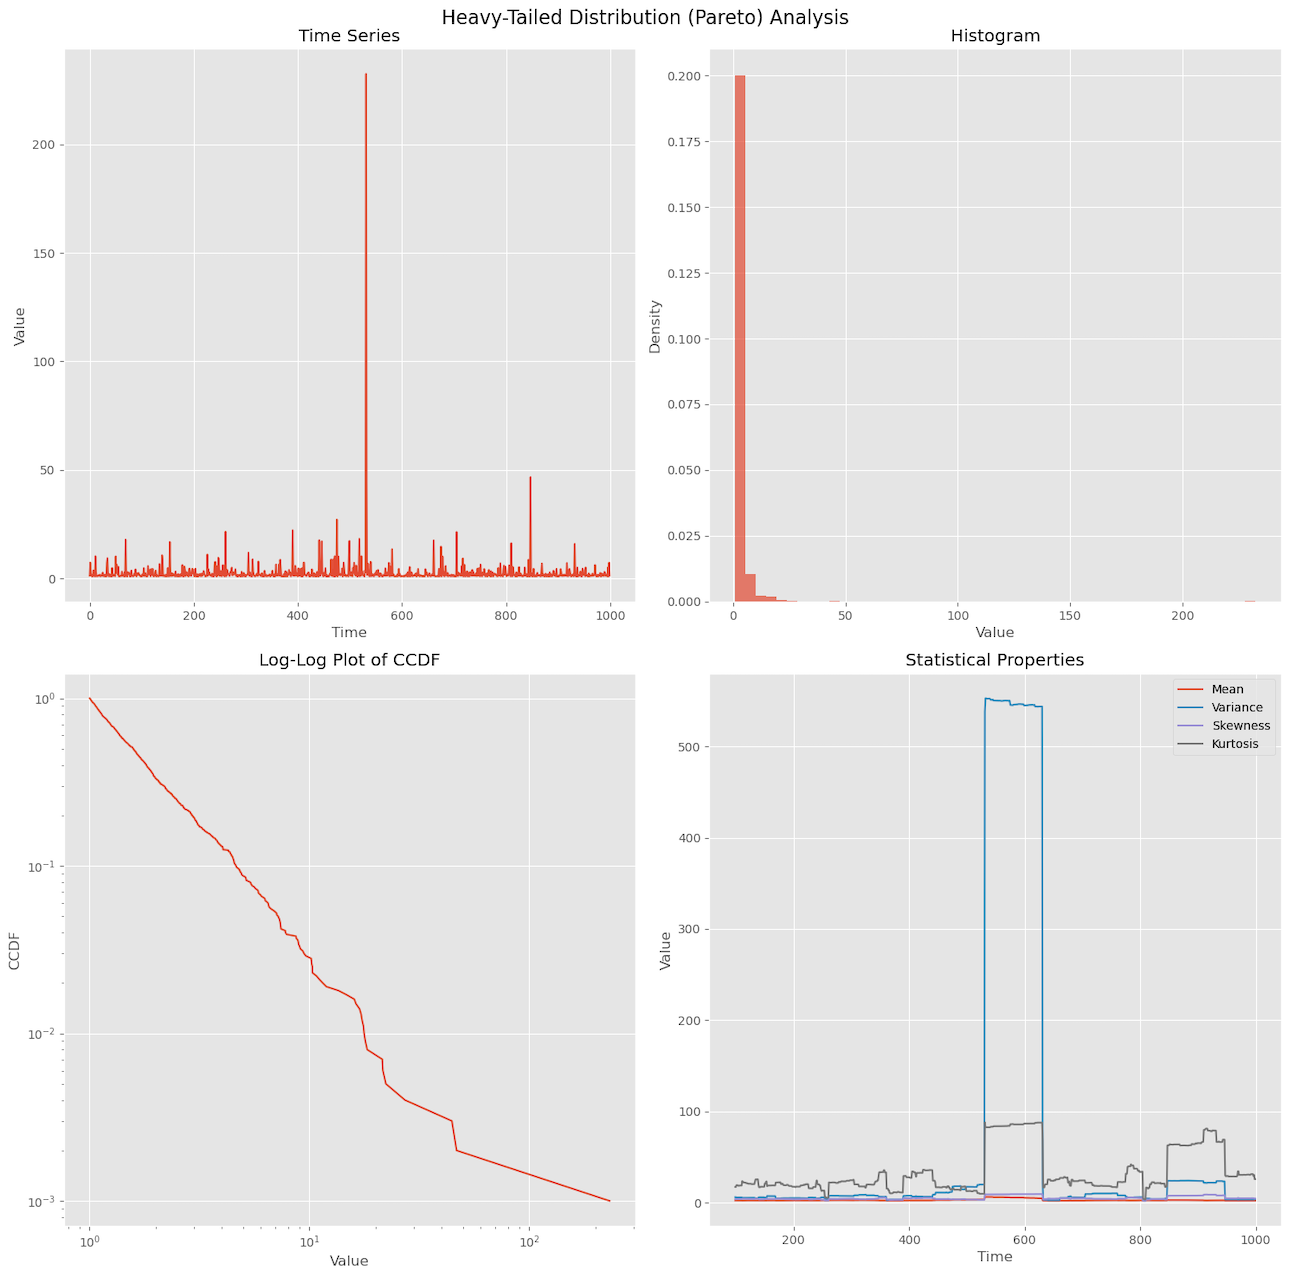 Heavy-Tailed Distribution (Pareto) Analysis
Time Series
200
150
100
50
0
Value
0 200 400 600 800 1000
Time
Histogram
0.200
0.175
0.150
0.125
0.100
0.075
0.050
0.025
0.000
Density
0 50 100 150 200
Value
Log-Log Plot of CCDF
10⁰
10⁻¹
10⁻²
10⁻³
CCDF
10⁰ 10¹ 10²
Value
Statistical Properties
Mean
Variance
Skewness
Kurtosis
500
400
300
200
100
0
Value
200 400 600 800 1000
Time